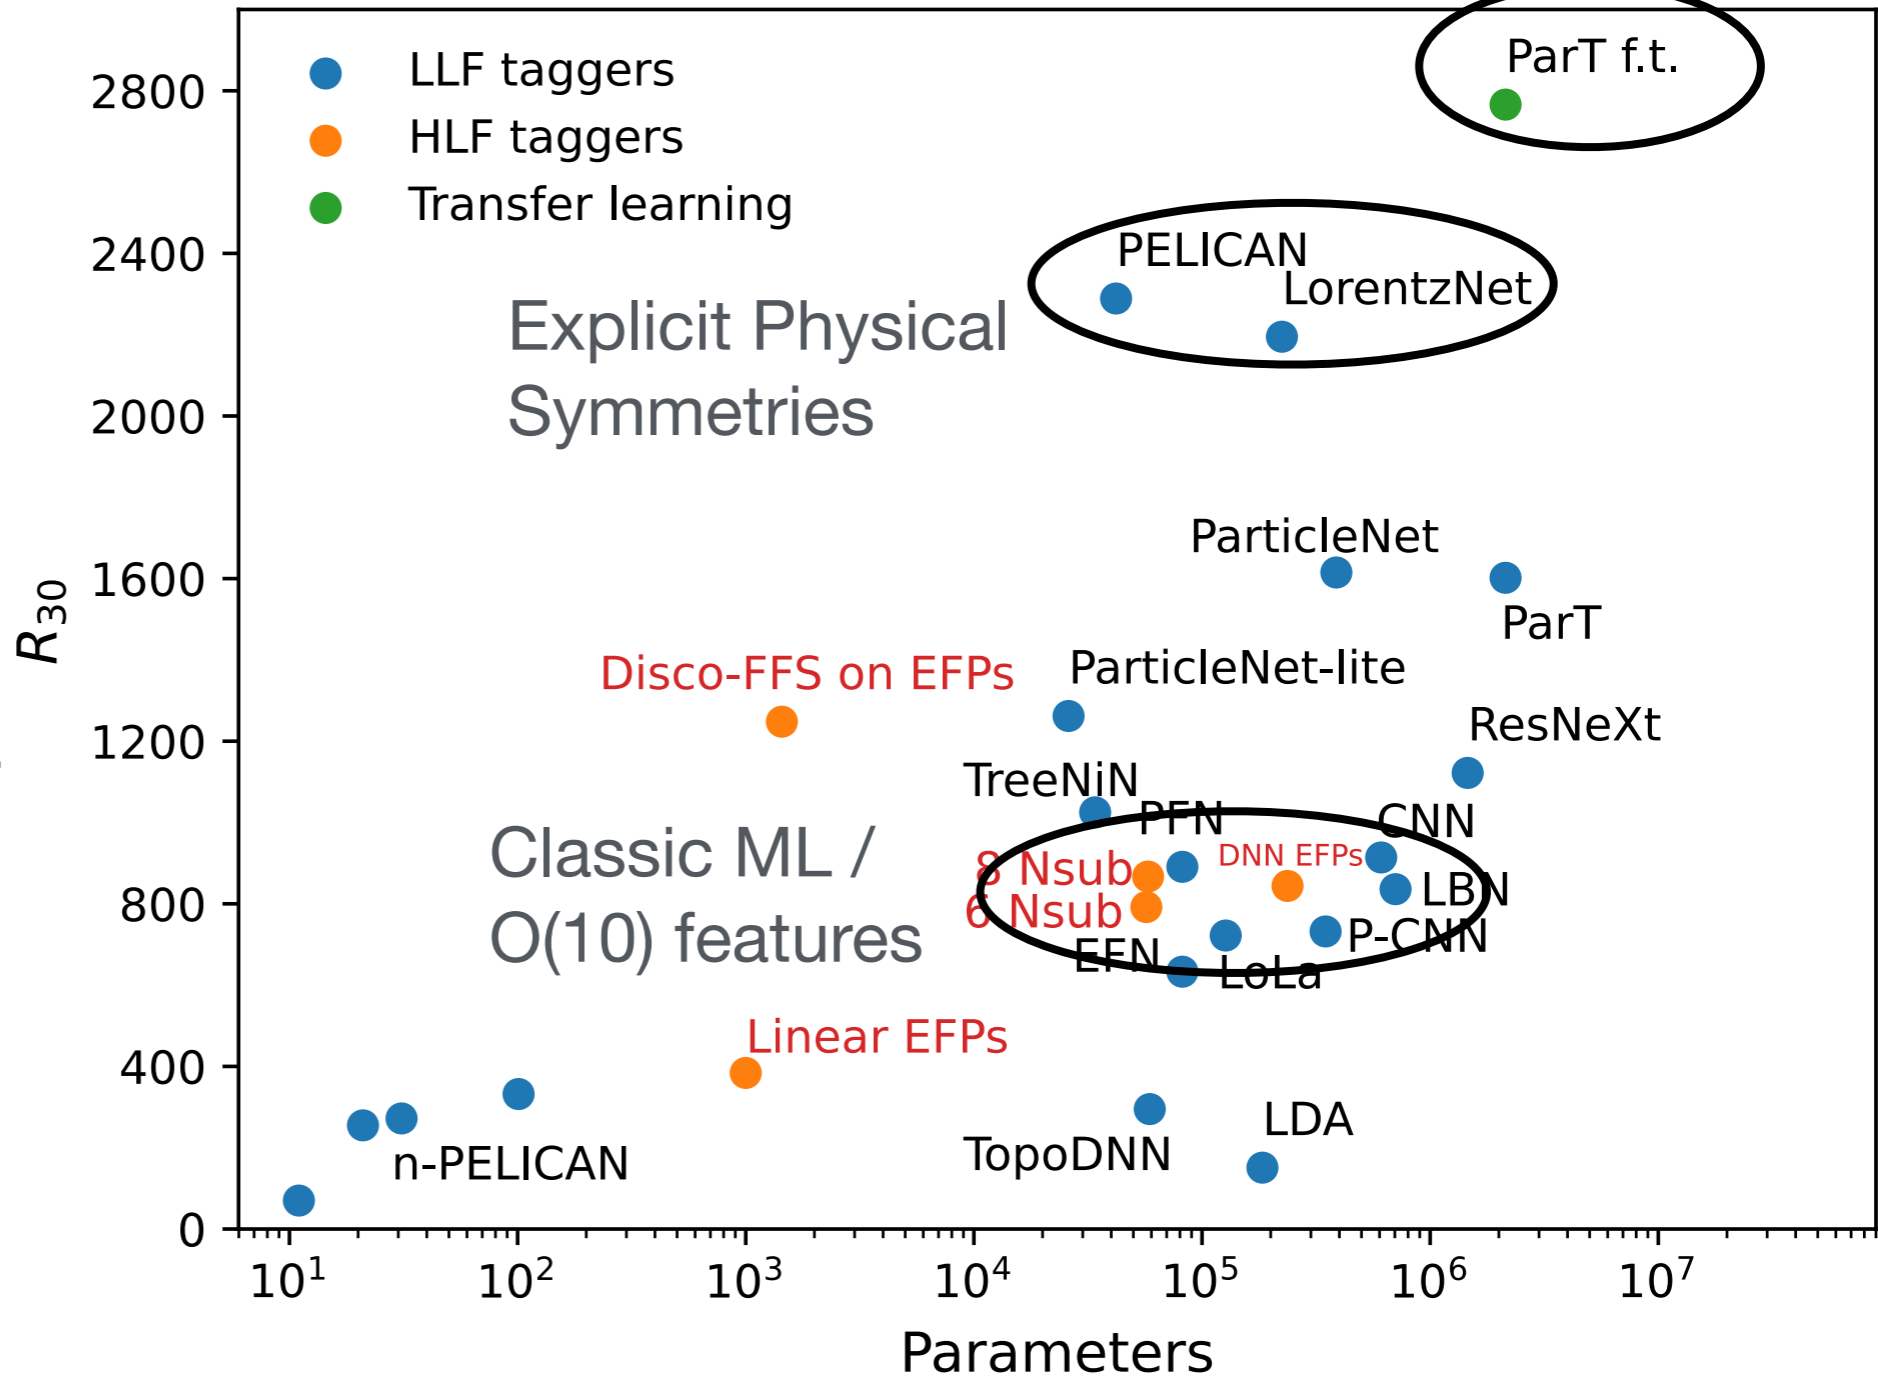 ParT f.t.
LLF taggers
2800
HLF taggers
Transfer learning
2400
PELICAN
LorentzNet
Explicit Physical
Symmetries
2000
ParticleNet
1600
R30
ParT
Disco-FFS on EFPs
ParticleNet-lite
1200
ResNeXt
TreeNiN
PFN
CNN
Classic ML /
8 Nsub
DNN EFPs
800
6 Nsub
LBN
O(10) features
P-CNN
EFN
LoLa
Linear EFPs
400
LDA
TopoDNN
n-PELICAN
0
10¹ 10² 10³ 10⁴ 10⁵ 10⁶ 10⁷
Parameters